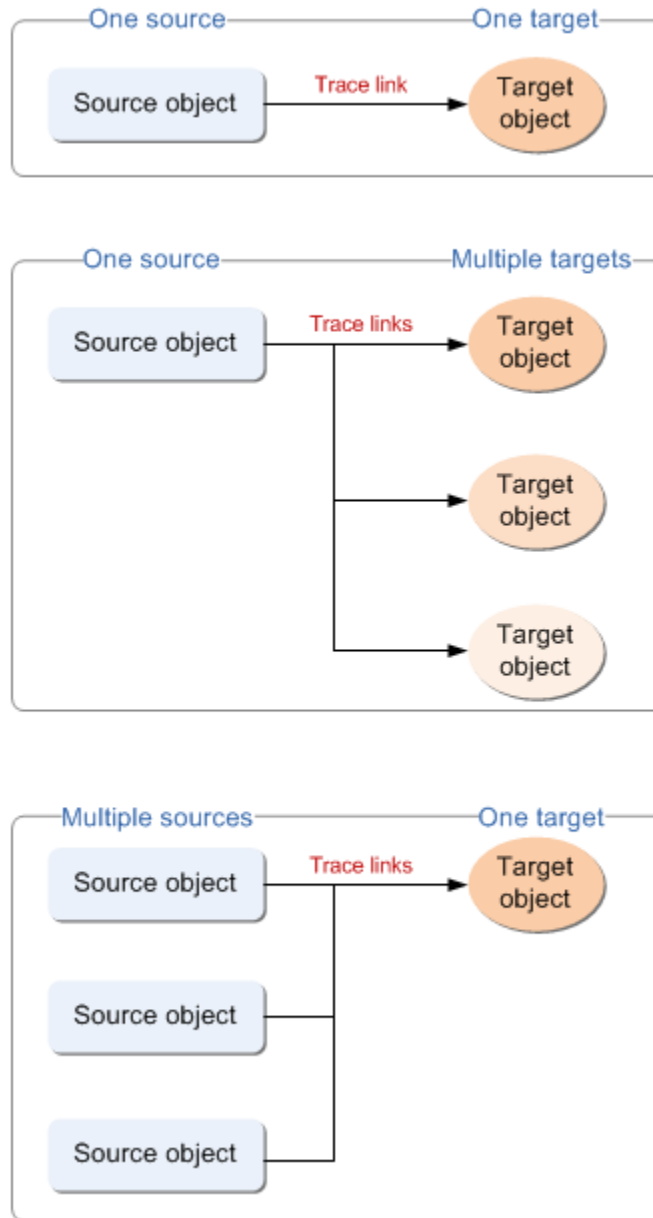 One source
One target
Source object
Trace link
Target
object
One source
Multiple targets
Source object
Trace links
Target
object
Target
object
Target
object
Multiple sources
One target
Source object
Trace links
Target
object
Source object
Source object